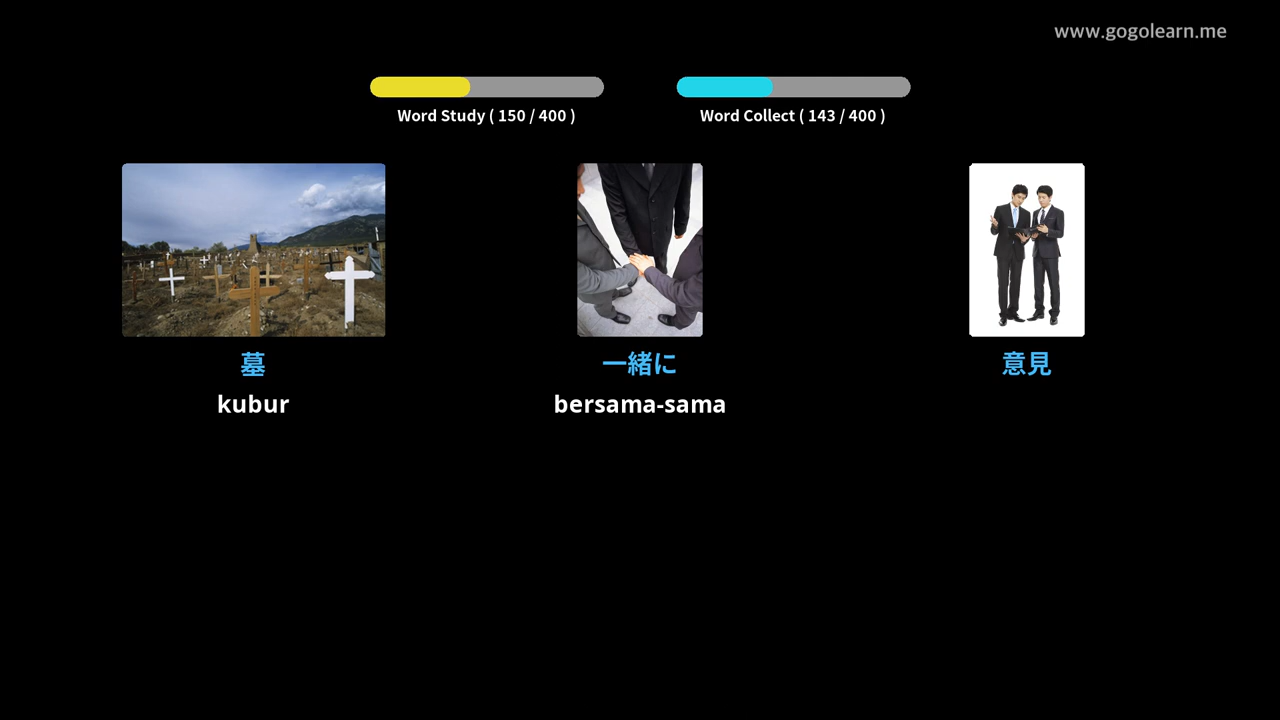 www.gogolearn.me
Word Study ( 150 / 400 )
Word Collect ( 143 / 400 )
墓
一緒に
意見
kubur
bersama-sama